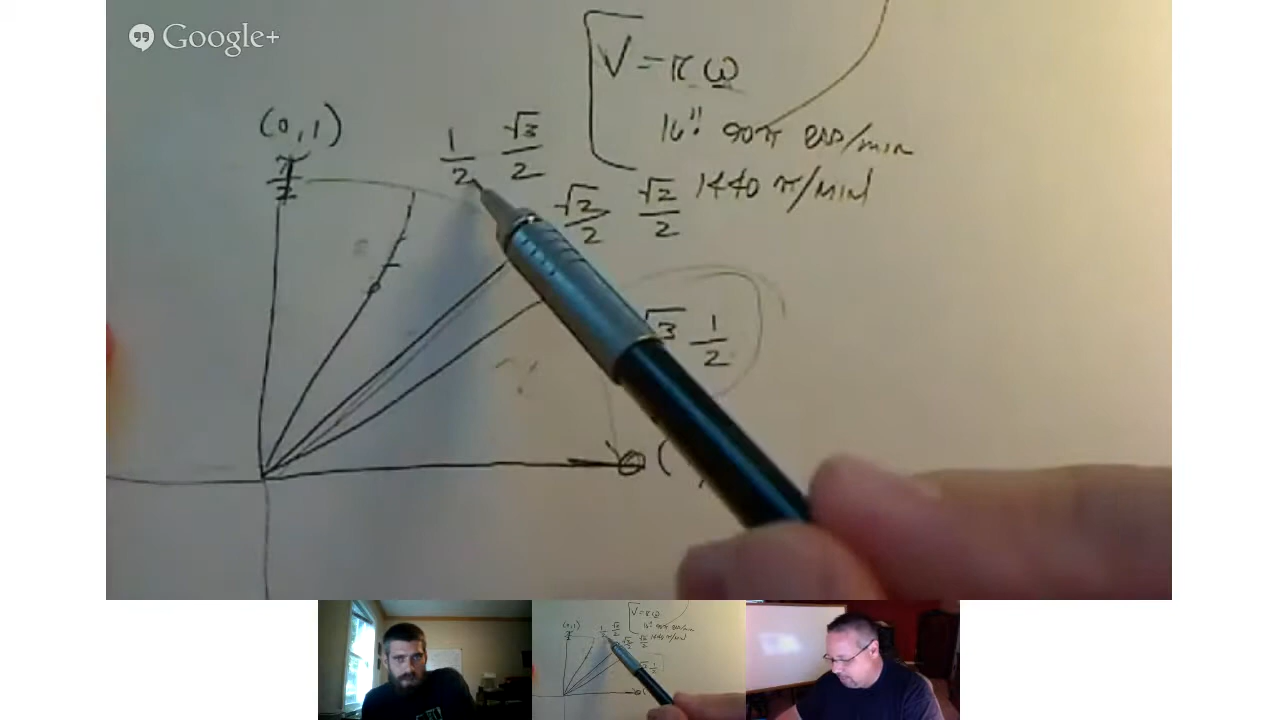 Google+
V = r ω
16" 90π RAD/MIN
1440 π/MIN
(0,1)
π/2
1/2 √3/2
√2/2 √2/2
√3 1/2
(